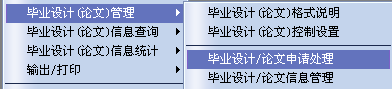 毕业设计(论文)管理
毕业设计(论文)信息查询
毕业设计(论文)信息统计
输出/打印
毕业设计(论文)格式说明
毕业设计(论文)控制设置
毕业设计/论文申请处理
毕业设计/论文信息管理